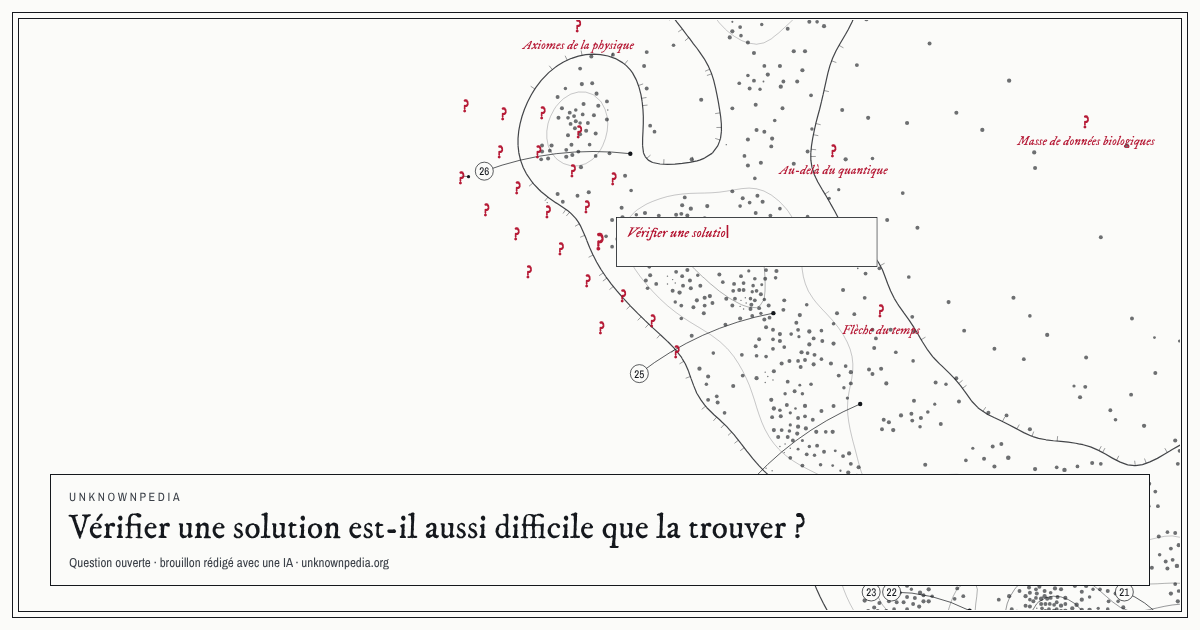 Axiomes de la physique
Masse de données biologiques
Au-delà du quantique
26
Vérifier une solutio
Flèche du temps
25
UNKNOWNPEDIA
Vérifier une solution est-il aussi difficile que la trouver ?
Question ouverte · brouillon rédigé avec une IA · unknownpedia.org
23 22 21